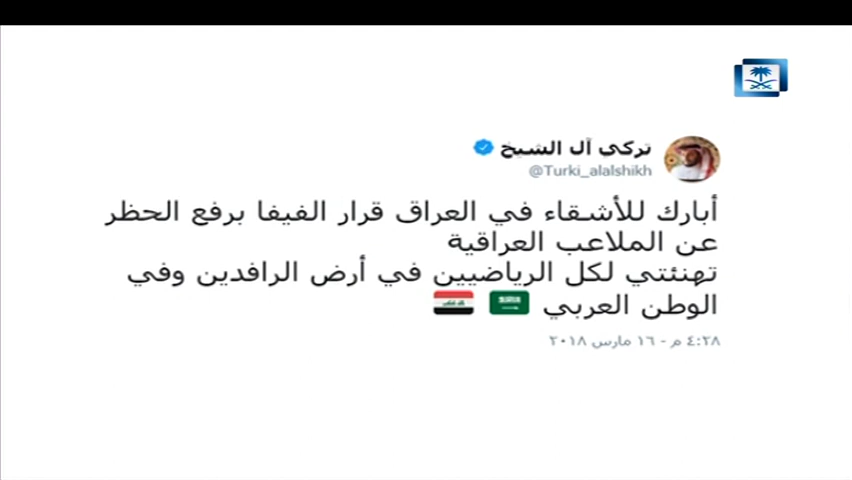 تركي آل الشيخ
@Turki_alalshikh
أبارك للأشقاء في العراق قرار الفيفا برفع الحظر
عن الملاعب العراقية
تهنئتي لكل الرياضيين في أرض الرافدين وفي
الوطن العربي
٤:٢٨ م - ١٦ مارس ٢٠١٨